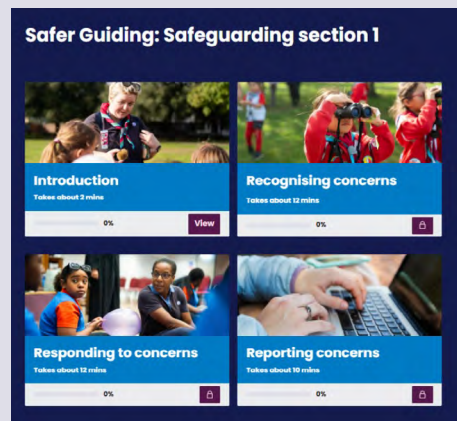 Safer Guiding: Safeguarding section 1
Introduction
Takes about 2 mins
0%
View
Recognising concerns
Takes about 12 mins
0%
Responding to concerns
Takes about 12 mins
0%
Reporting concerns
Takes about 10 mins
0%